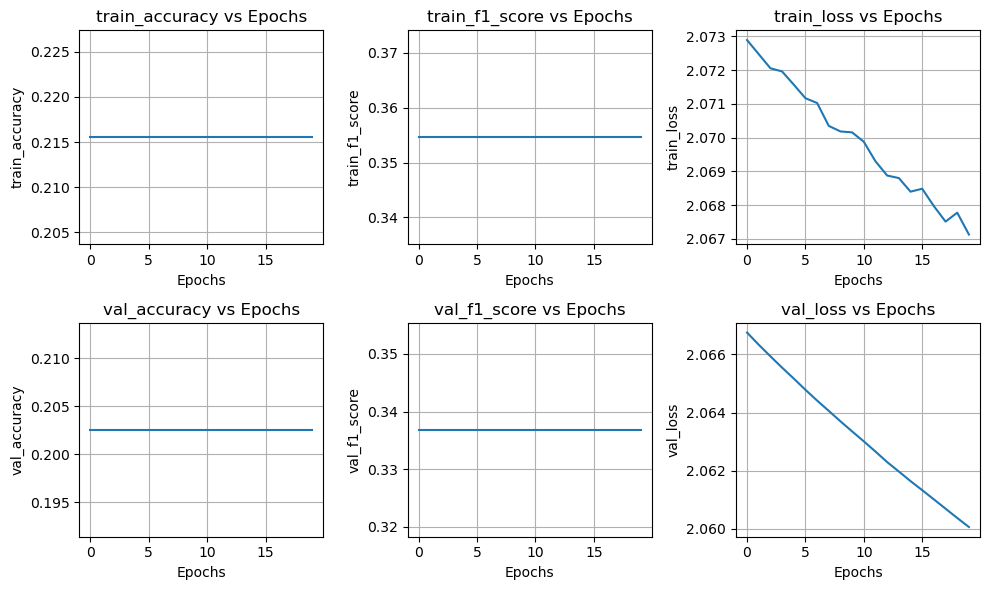 train_accuracy vs Epochs
train_accuracy
0.225
0.220
0.215
0.210
0.205
0 5 10 15
Epochs
train_f1_score vs Epochs
train_f1_score
0.37
0.36
0.35
0.34
0 5 10 15
Epochs
train_loss vs Epochs
train_loss
2.073
2.072
2.071
2.070
2.069
2.068
2.067
0 5 10 15
Epochs
val_accuracy vs Epochs
val_accuracy
0.210
0.205
0.200
0.195
0 5 10 15
Epochs
val_f1_score vs Epochs
val_f1_score
0.35
0.34
0.33
0.32
0 5 10 15
Epochs
val_loss vs Epochs
val_loss
2.066
2.064
2.062
2.060
0 5 10 15
Epochs